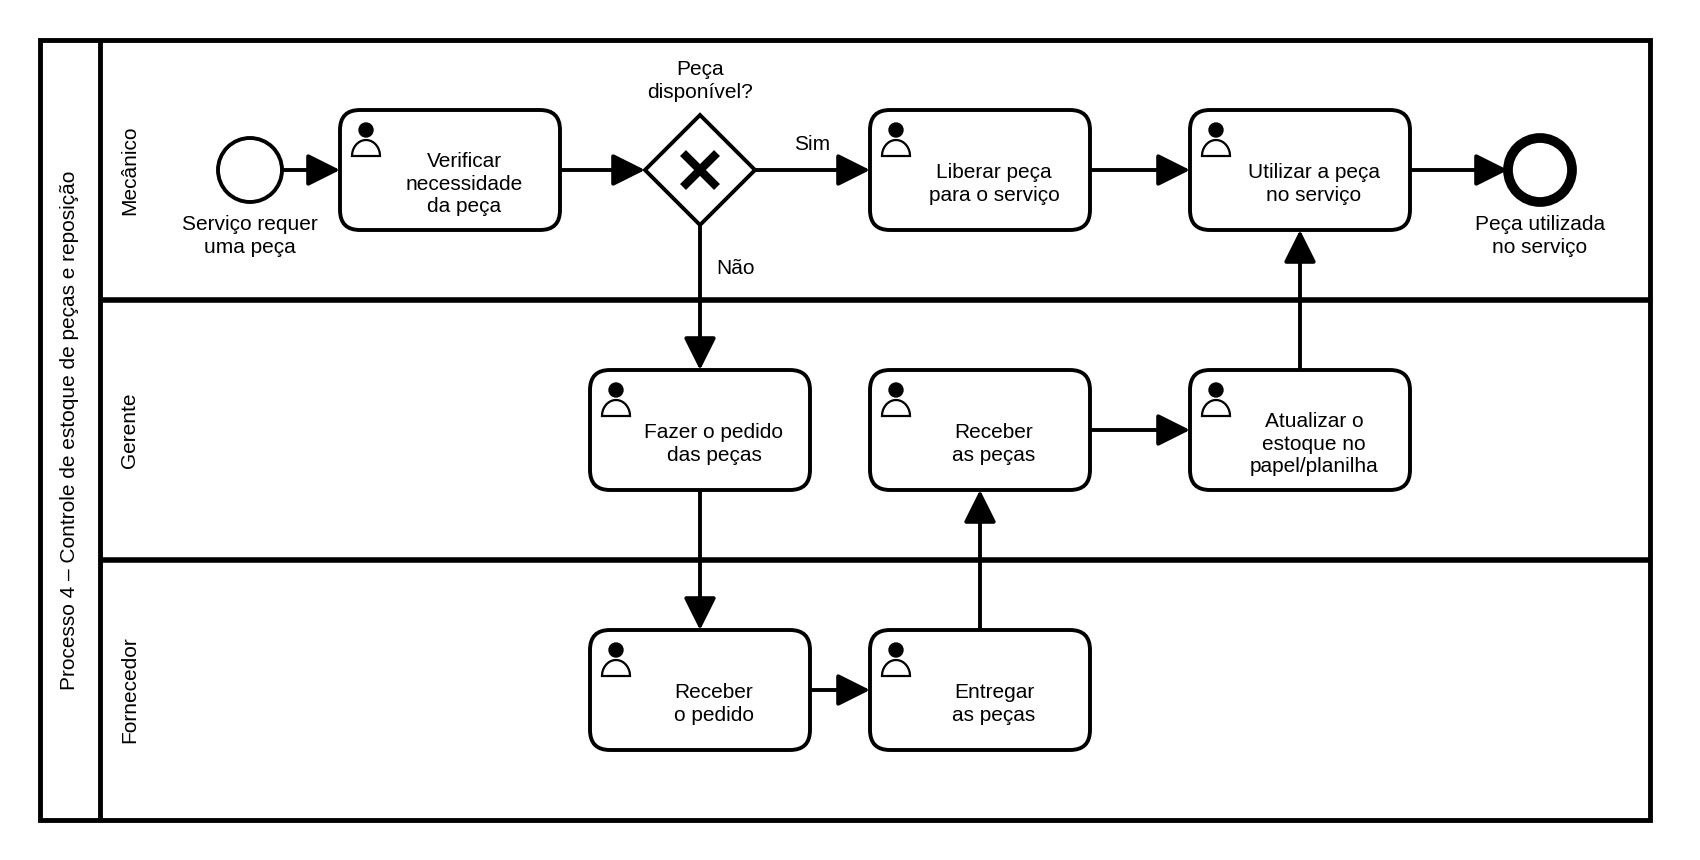 Processo 4 – Controle de estoque de peças e reposição
Mecânico
Serviço requer
uma peça
Verificar
necessidade
da peça
Peça
disponível?
Sim
Não
Liberar peça
para o serviço
Utilizar a peça
no serviço
Peça utilizada
no serviço
Gerente
Fazer o pedido
das peças
Receber
as peças
Atualizar o
estoque no
papel/planilha
Fornecedor
Receber
o pedido
Entregar
as peças